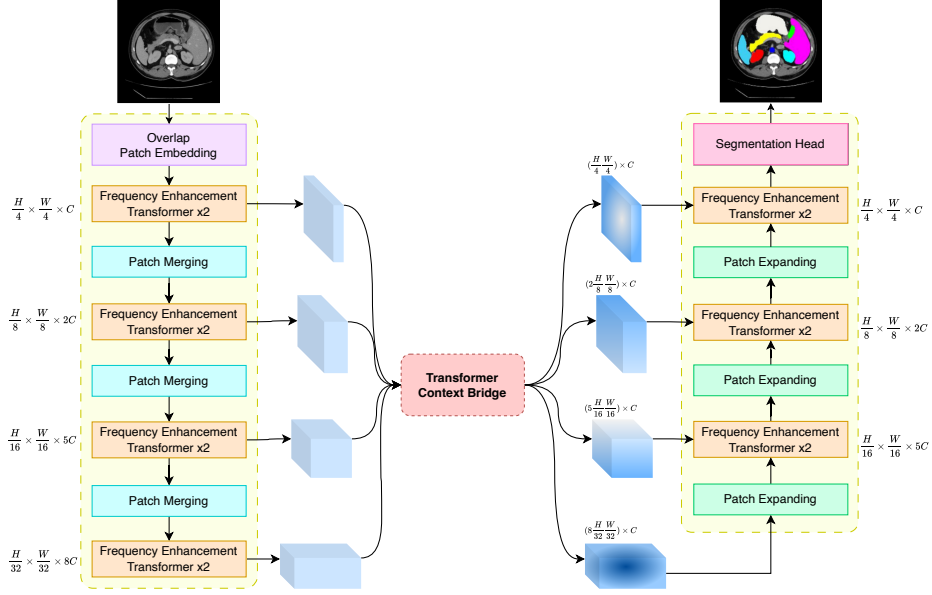 Overlap
Patch Embedding
Frequency Enhancement
Transformer x2
H/4 × W/4 × C
Patch Merging
Frequency Enhancement
Transformer x2
H/8 × W/8 × 2C
Patch Merging
Frequency Enhancement
Transformer x2
H/16 × W/16 × 5C
Patch Merging
Frequency Enhancement
Transformer x2
H/32 × W/32 × 8C
Transformer
Context Bridge
(H/4 W/4) × C
(2 H/8 W/8) × C
(5 H/16 W/16) × C
(8 H/32 W/32) × C
Segmentation Head
Frequency Enhancement
Transformer x2
H/4 × W/4 × C
Patch Expanding
Frequency Enhancement
Transformer x2
H/8 × W/8 × 2C
Patch Expanding
Frequency Enhancement
Transformer x2
H/16 × W/16 × 5C
Patch Expanding